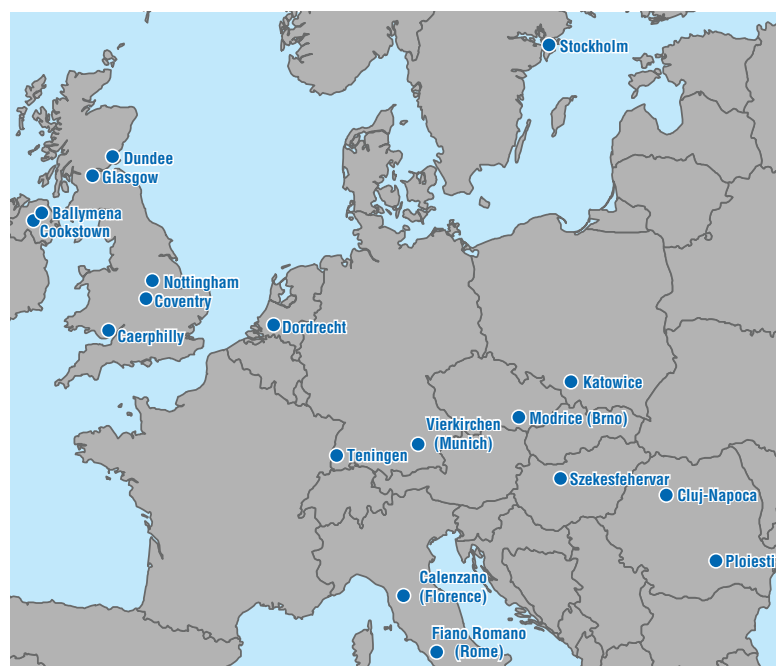 Stockholm
Dundee
Glasgow
Ballymena
Cookstown
Nottingham
Coventry
Dordrecht
Caerphilly
Katowice
Modrice (Brno)
Vierkirchen
(Munich)
Teningen
Szekesfehervar
Cluj-Napoca
Ploiesti
Calenzano
(Florence)
Fiano Romano
(Rome)